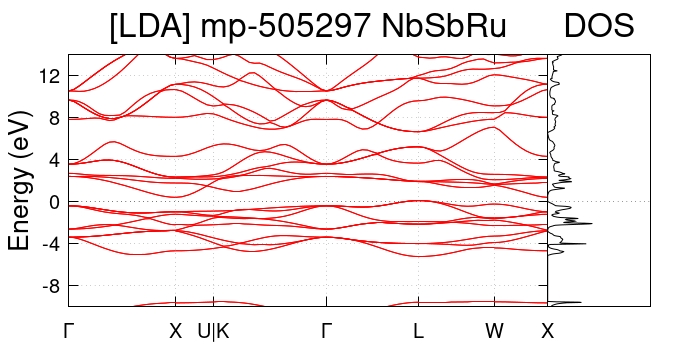 [LDA] mp-505297 NbSbRu DOS
Energy (eV)
12
8
4
0
-4
-8
Γ X U|K Γ L W X